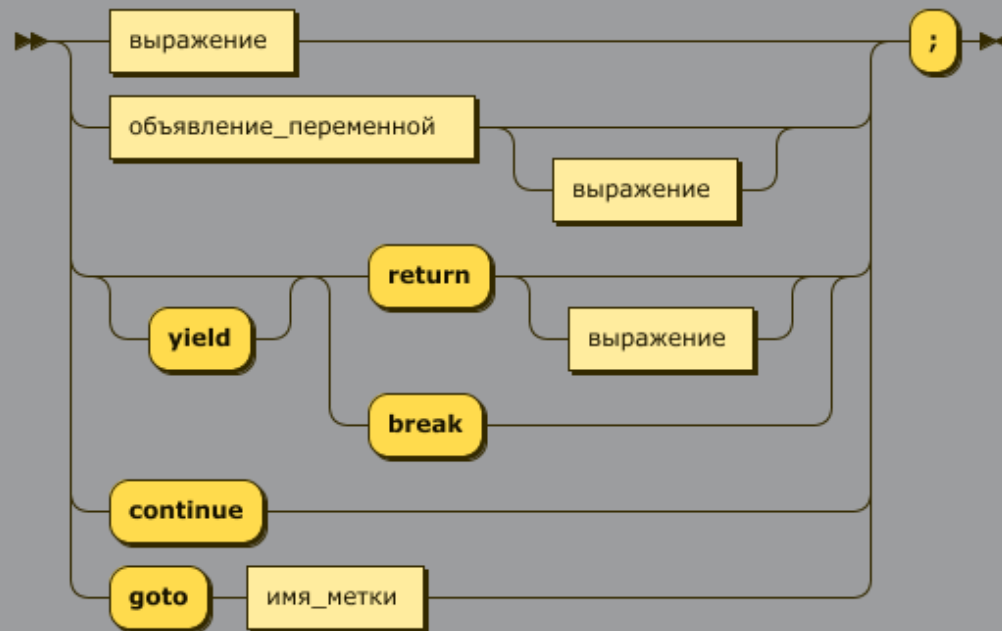 выражение
;
объявление_переменной
выражение
return
yield
выражение
break
continue
goto имя_метки